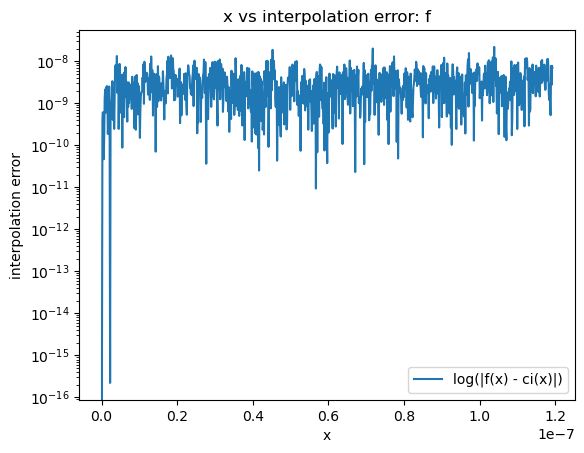 x vs interpolation error: f
interpolation error
10⁻⁸
10⁻⁹
10⁻¹⁰
10⁻¹¹
10⁻¹²
10⁻¹³
10⁻¹⁴
10⁻¹⁵
10⁻¹⁶
log(|f(x) - ci(x)|)
0.0 0.2 0.4 0.6 0.8 1.0 1.2
1e−7
x